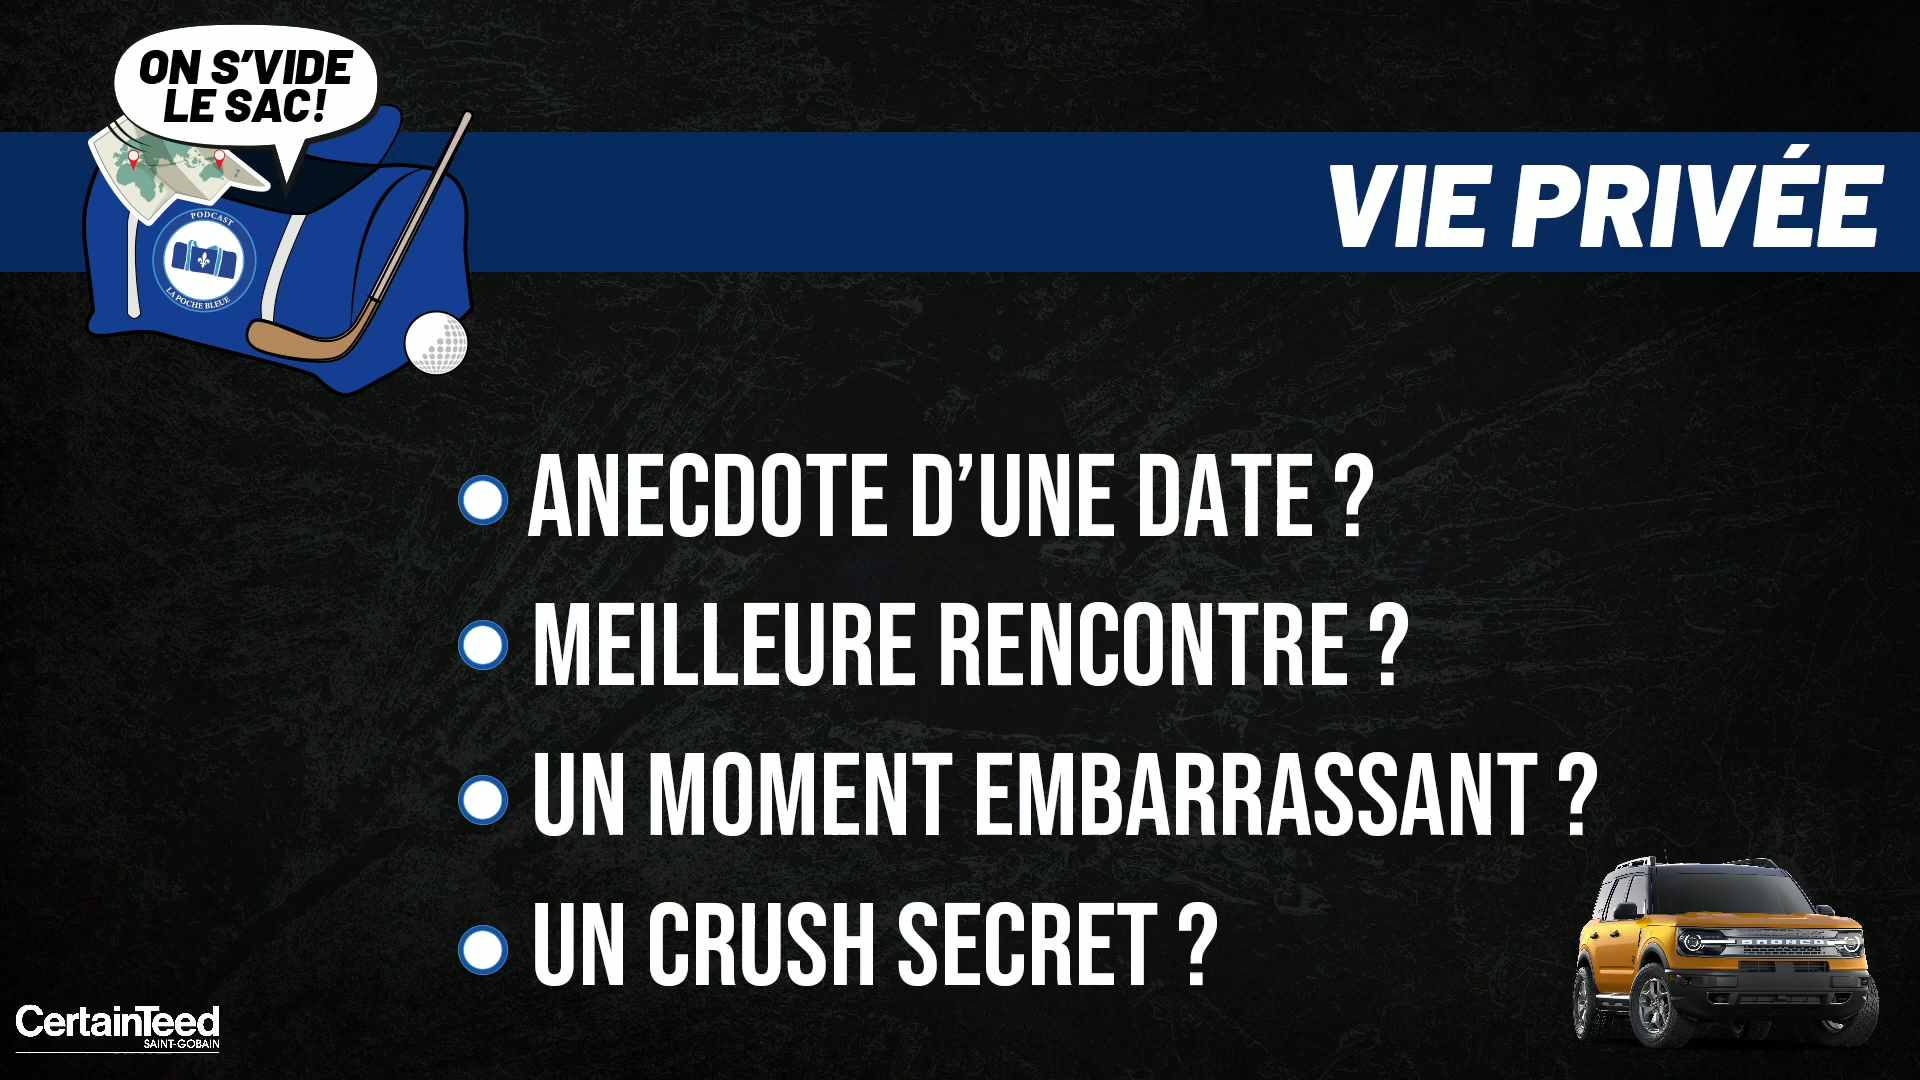 ON S'VIDE
LE SAC!
VIE PRIVÉE
PODCAST
LA POCHE BLEUE
ANECDOTE D'UNE DATE ?
MEILLEURE RENCONTRE ?
UN MOMENT EMBARRASSANT ?
UN CRUSH SECRET ?
BRONCO
CertainTeed
SAINT-GOBAIN